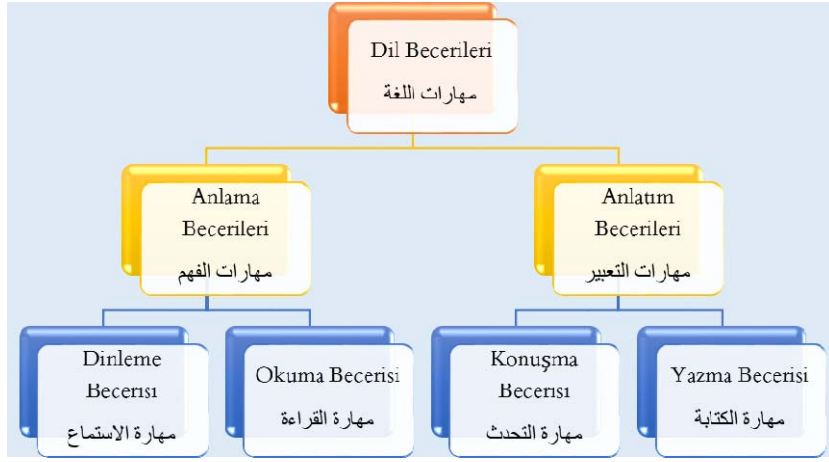 Dil Becerileri
مهارات اللغة
Anlama
Becerileri
مهارات الفهم
Anlatım
Becerileri
مهارات التعبير
Dinleme
Becerisi
مهارة الاستماع
Okuma Becerisi
مهارة القراءة
Konuşma
Becerisi
مهارة التحدث
Yazma Becerisi
مهارة الكتابة